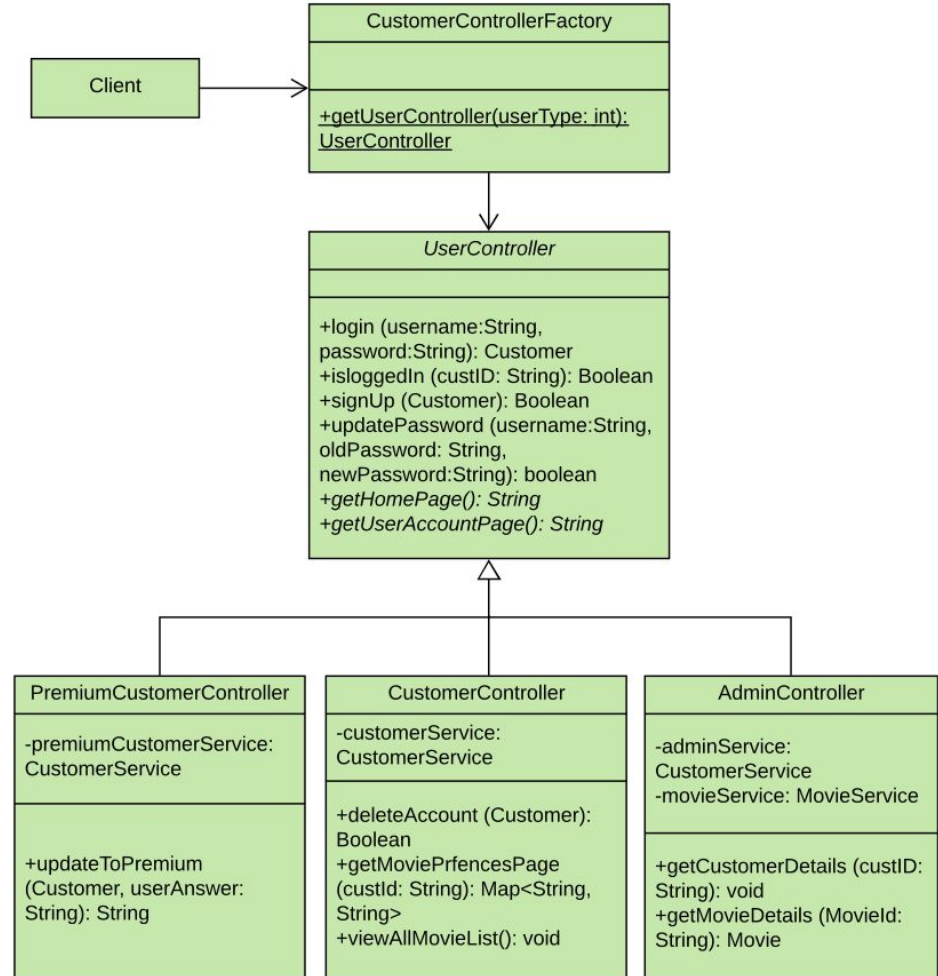 CustomerControllerFactory
Client
+getUserController(userType: int):
UserController
UserController
+login (username:String,
password:String): Customer
+isloggedIn (custID: String): Boolean
+signUp (Customer): Boolean
+updatePassword (username:String,
oldPassword: String,
newPassword:String): boolean
+getHomePage(): String
+getUserAccountPage(): String
PremiumCustomerController
-premiumCustomerService:
CustomerService
+updateToPremium
(Customer, userAnswer:
String): String
CustomerController
-customerService:
CustomerService
+deleteAccount (Customer):
Boolean
+getMoviePrfencesPage
(custId: String): Map<String,
String>
+viewAllMovieList(): void
AdminController
-adminService:
CustomerService
-movieService: MovieService
+getCustomerDetails (custID:
String): void
+getMovieDetails (MovieId:
String): Movie